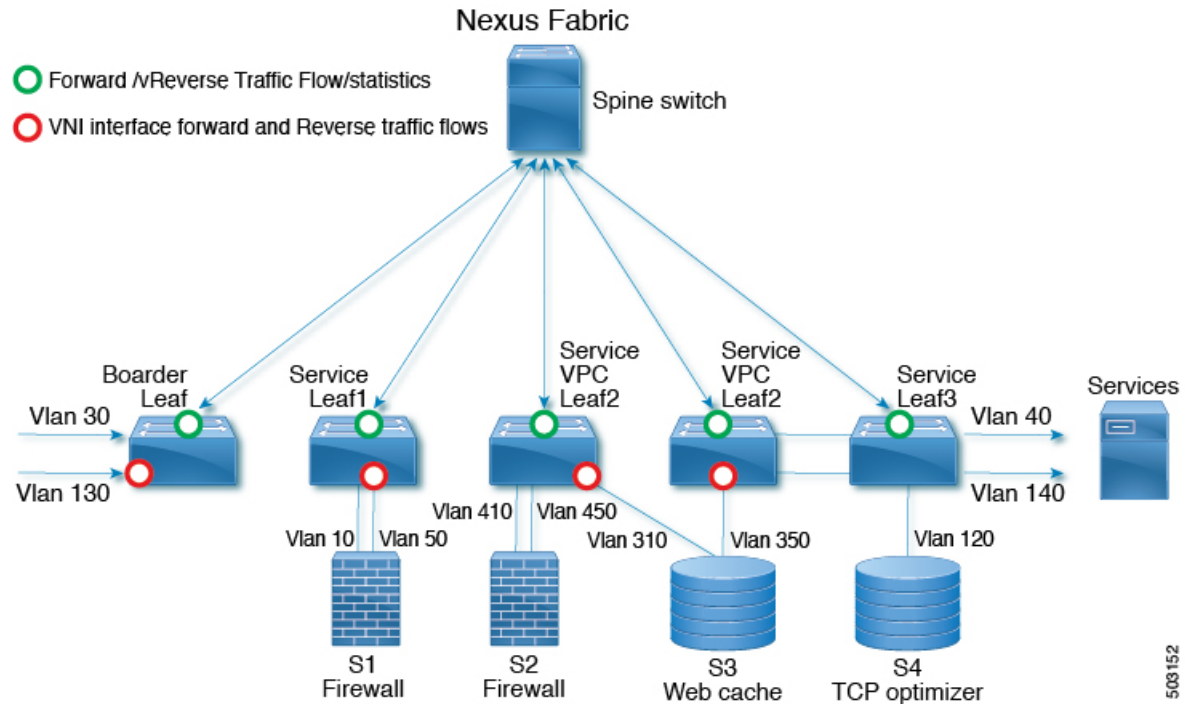 Nexus Fabric
Forward /vReverse Traffic Flow/statistics
VNI interface forward and Reverse traffic flows
Spine switch
Boarder
Leaf
Service
Leaf1
Service
VPC
Leaf2
Service
VPC
Leaf2
Service
Leaf3
Services
Vlan 30
Vlan 130
Vlan 40
Vlan 140
Vlan 10
Vlan 50
Vlan 410
Vlan 450
Vlan 310
Vlan 350
Vlan 120
S1
Firewall
S2
Firewall
S3
Web cache
S4
TCP optimizer
503152